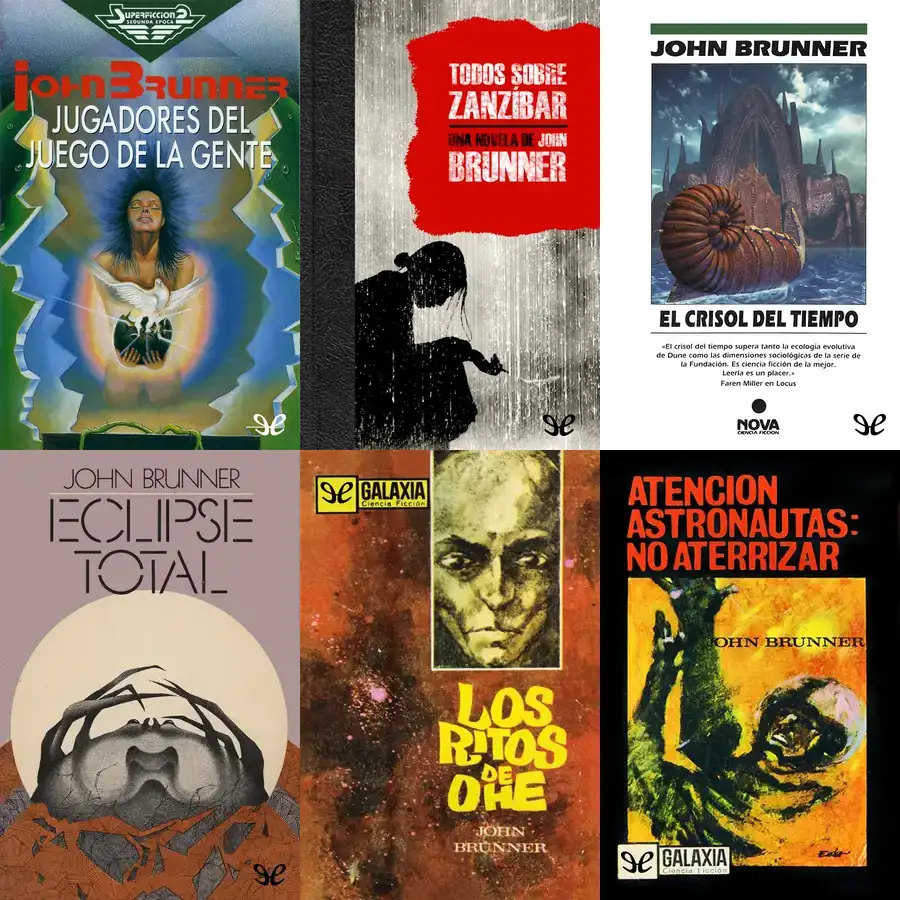 SUPERFICCION2
SEGUNDA EPOCA
JOHN BRUNNER
JUGADORES DEL
JUEGO DE LA GENTE
TODOS SOBRE
ZANZÍBAR
UNA NOVELA DE JOHN
BRUNNER
JOHN BRUNNER
EL CRISOL DEL TIEMPO
«El crisol del tiempo supera tanto la ecología evolutiva
de Dune como las dimensiones sociológicas de la serie de
la Fundación. Es ciencia ficción de la mejor.
Leerla es un placer.»
Faren Miller en Locus
NOVA
CIENCIA FICCIÓN
JOHN BRUNNER
ECLIPSE
TOTAL
GALAXIA
Ciencia Ficción
LOS
RITOS
DE
OHE
JOHN
BRUNNER
ATENCION
ASTRONAUTAS:
NO ATERRIZAR
JOHN BRUNNER
GALAXIA
Ciencia Ficción